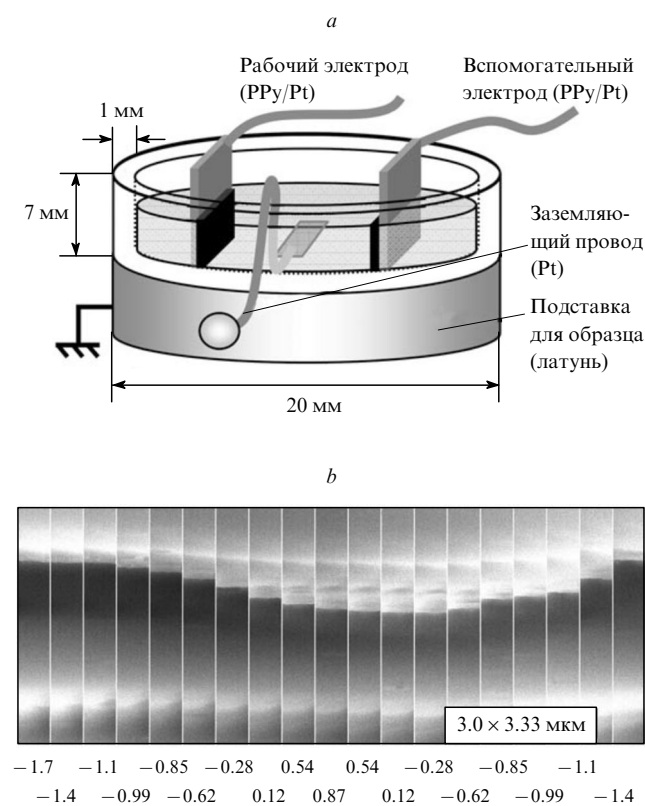 a
Рабочий электрод
(PPy/Pt)
Вспомогательный
электрод (PPy/Pt)
1 мм
7 мм
Заземляю-
щий провод
(Pt)
Подставка
для образца
(латунь)
20 мм
b
3.0 × 3.33 мкм
−1.7 −1.1 −0.85 −0.28 0.54 0.54 −0.28 −0.85 −1.1
−1.4 −0.99 −0.62 0.12 0.87 0.12 −0.62 −0.99 −1.4